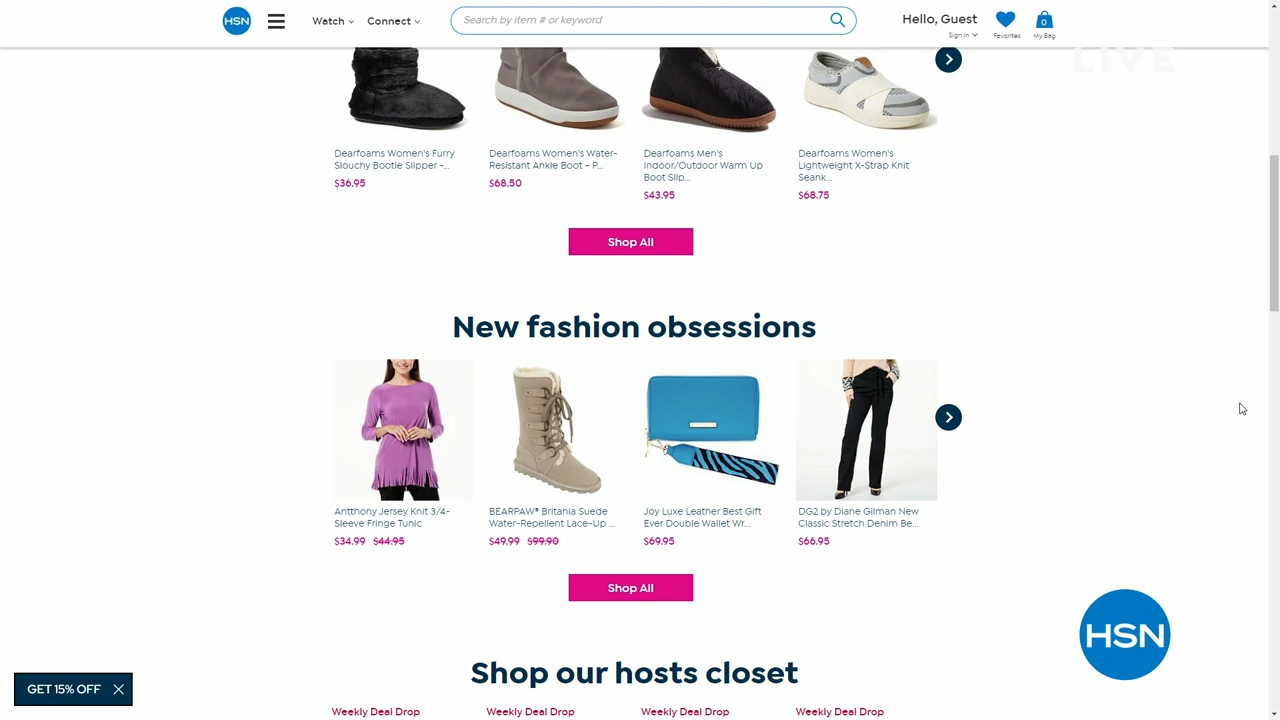 HSN
Watch
Connect
Search by item # or keyword
Hello, Guest
Sign In
Favorites
0
My Bag
LIVE
Dearfoams Women's Furry
Slouchy Bootie Slipper -...
$36.95
Dearfoams Women's Water-
Resistant Ankle Boot - P...
$68.50
Dearfoams Men's
Indoor/Outdoor Warm Up
Boot Slip...
$43.95
Dearfoams Women's
Lightweight X-Strap Knit
Sneak...
$68.75
Shop All
New fashion obsessions
Antthony Jersey Knit 3/4-
Sleeve Fringe Tunic
$34.99 $44.95
BEARPAW® Britania Suede
Water-Repellent Lace-Up ...
$49.99 $99.90
Joy Luxe Leather Best Gift
Ever Double Wallet Wr...
$69.95
DG2 by Diane Gilman New
Classic Stretch Denim Be...
$66.95
Shop All
HSN
Shop our hosts closet
GET 15% OFF
Weekly Deal Drop
Weekly Deal Drop
Weekly Deal Drop
Weekly Deal Drop